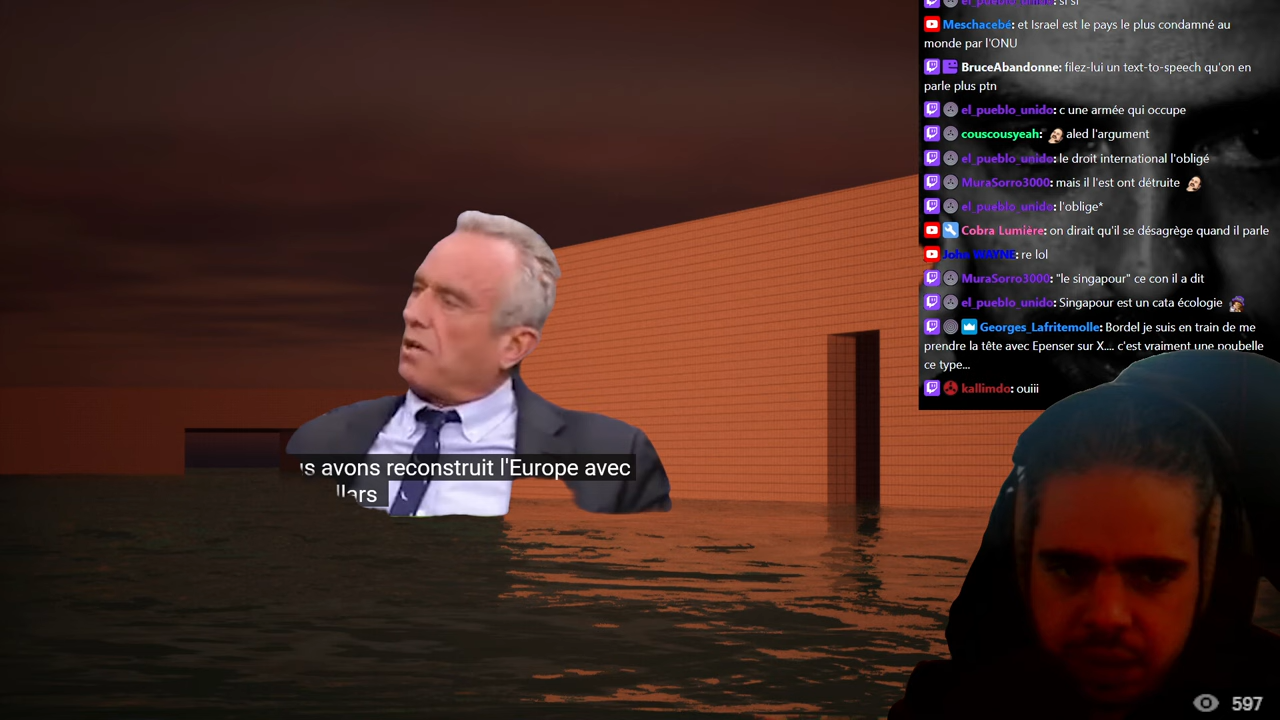 el_pueblo_unido: si si
Meschacebé: et Israel est le pays le plus condamné au
monde par l'ONU
BruceAbandonne: filez-lui un text-to-speech qu'on en
parle plus ptn
el_pueblo_unido: c une armée qui occupe
couscousyeah: aled l'argument
el_pueblo_unido: le droit international l'obligé
MuraSorro3000: mais il l'est ont détruite
el_pueblo_unido: l'oblige*
Cobra Lumière: on dirait qu'il se désagrège quand il parle
John WAYNE: re lol
MuraSorro3000: "le singapour" ce con il a dit
el_pueblo_unido: Singapour est un cata écologie
Georges_Lafritemolle: Bordel je suis en train de me
prendre la tête avec Epenser sur X.... c'est vraiment une poubelle
ce type...
kallimdo: ouiii
us avons reconstruit l'Europe avec
llars
597